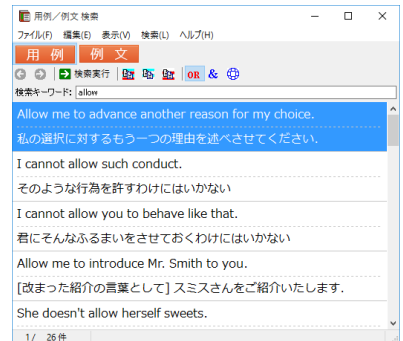 用例／例文 検索
ファイル(F) 編集(E) 表示(V) 検索(L) ヘルプ(H)
用 例 例 文
検索実行 OR &
検索キーワード: allow
Allow me to advance another reason for my choice.
私の選択に対するもう一つの理由を述べさせてください.
I cannot allow such conduct.
そのような行為を許すわけにはいかない
I cannot allow you to behave like that.
君にそんなふるまいをさせておくわけにはいかない
Allow me to introduce Mr. Smith to you.
[改まった紹介の言葉として] スミスさんをご紹介いたします.
She doesn't allow herself sweets.
1/ 26件